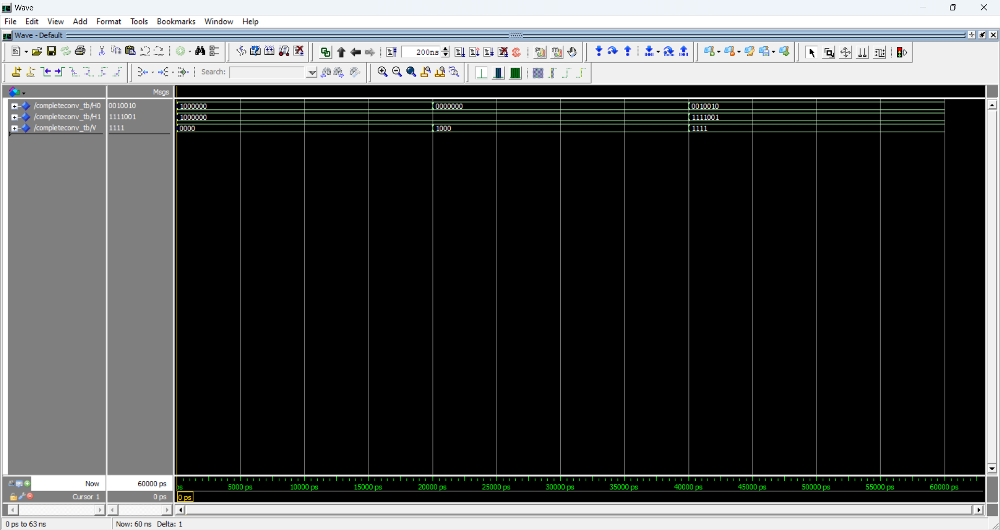 Wave
File Edit View Add Format Tools Bookmarks Window Help
Wave - Default
200 ns
Search:
Msgs
/completeconv_tb/H0 0010010 1000000 0000000 0010010
/completeconv_tb/H1 1111001 1000000 1111001
/completeconv_tb/V 1111 0000 1000 1111
Now 60000 ps ps 5000 ps 10000 ps 15000 ps 20000 ps 25000 ps 30000 ps 35000 ps 40000 ps 45000 ps 50000 ps 55000 ps 60000 ps
Cursor 1 0 ps 0 ps
0 ps to 63 ns Now: 60 ns Delta: 1